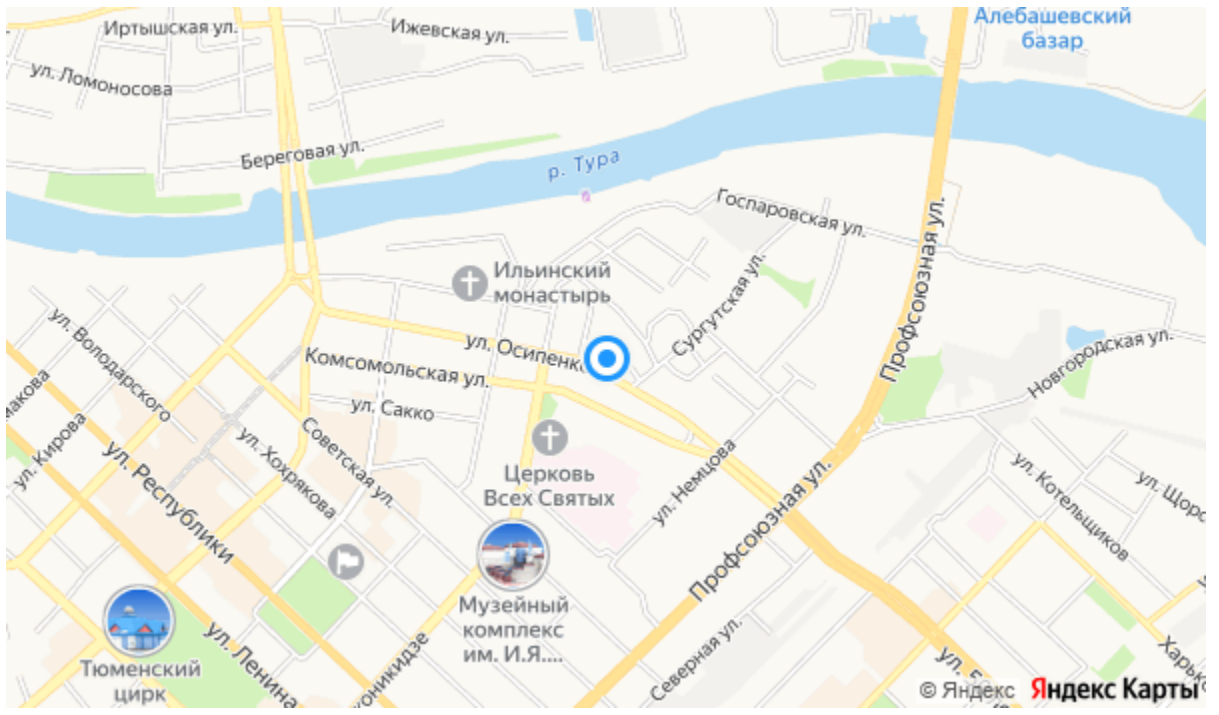 Алебашевский
базар
Иртышская ул.
Ижевская ул.
ул. Ломоносова
Береговая ул.
р. Тура
Госпаровская ул.
Профсоюзная ул.
Ильинский
монастырь
Сургутская ул.
ул. Володарского
ул. Осипенко
Комсомольская ул.
Новгородская ул.
ул. Сакко
ул. Кирова
ул. Республики
ул. Хохрякова
Советская ул.
Церковь
Всех Святых
ул. Немцова
ул. Котельщиков
Профсоюзная ул.
Музейный
комплекс
им. И.Я....
Тюменский
цирк
ул. Ленина
Северная ул.
© Яндекс Яндекс Карты